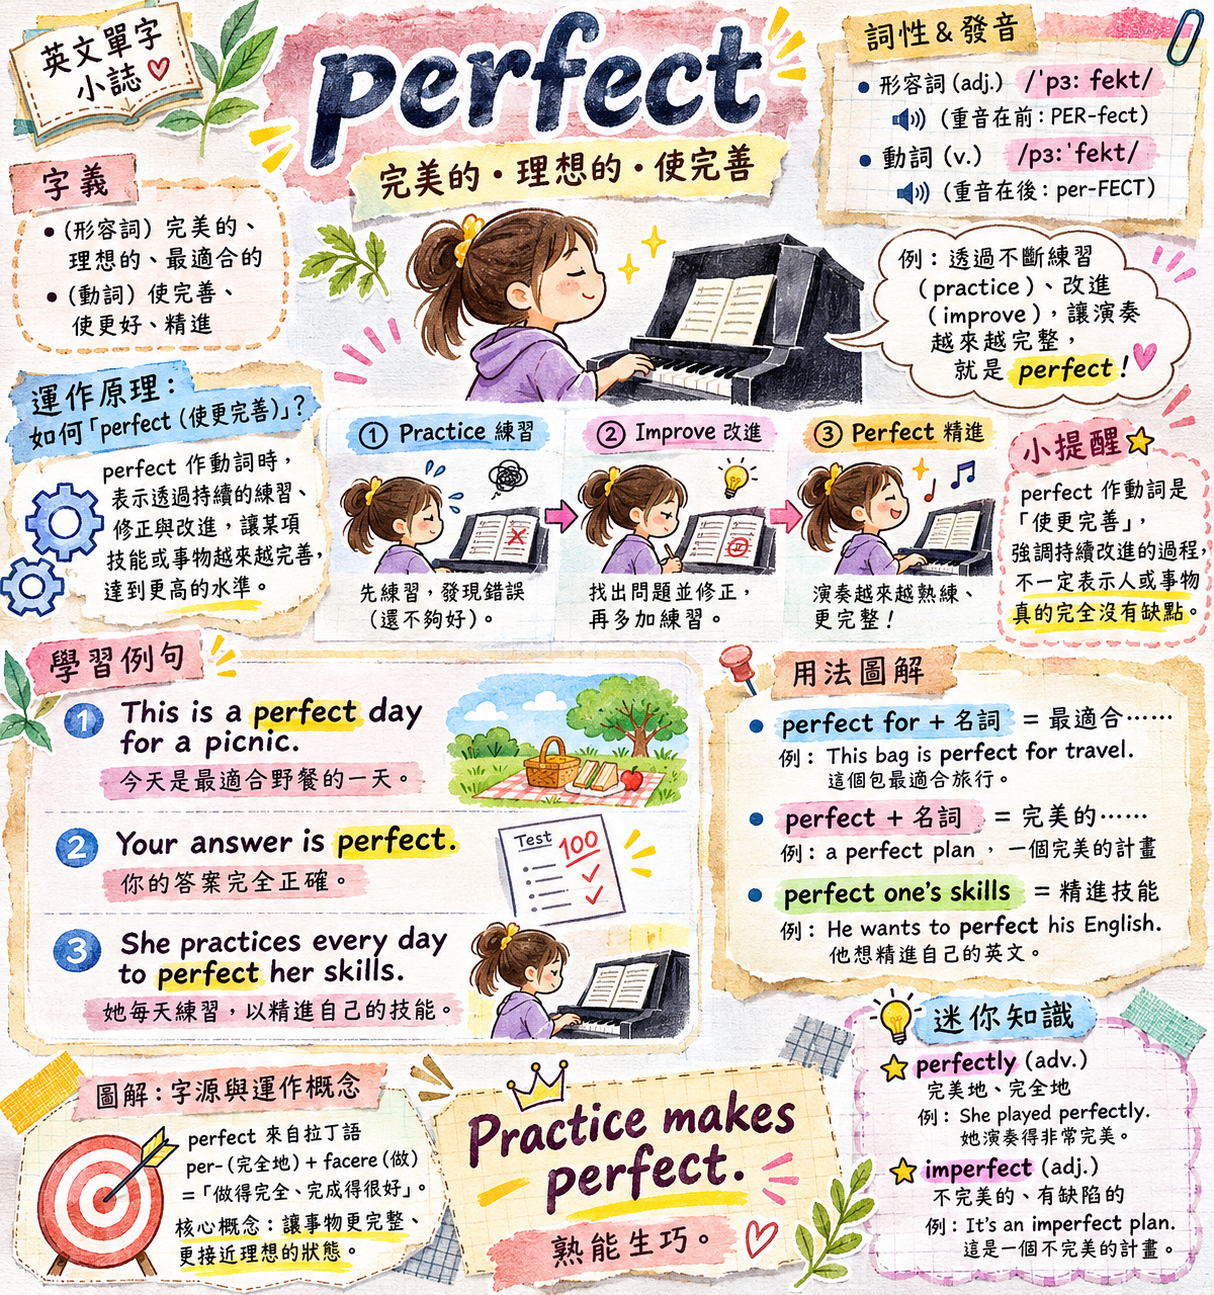 英文單字
小誌
perfect
完美的・理想的・使完善
詞性 & 發音
形容詞 (adj.) /ˈpɜː fekt/
(重音在前：PER-fect)
動詞 (v.) /pɜːˈfekt/
(重音在後：per-FECT)
字義
(形容詞) 完美的、
理想的、最適合的
(動詞) 使完善、
使更好、精進
例：透過不斷練習
(practice)、改進
(improve)，讓演奏
越來越完整，
就是 perfect！
運作原理：
如何「perfect (使更完善)」？
perfect 作動詞時，
表示透過持續的練習、
修正與改進，讓某項
技能或事物越來越完善，
達到更高的水準。
① Practice 練習
先練習，發現錯誤
(還不夠好)。
② Improve 改進
找出問題並修正，
再多加練習。
③ Perfect 精進
演奏越來越熟練、
更完整！
小提醒
perfect 作動詞是
「使更完善」，
強調持續改進的過程，
不一定表示人或事物
真的完全沒有缺點。
學習例句
1 This is a perfect day
for a picnic.
今天是最適合野餐的一天。
2 Your answer is perfect.
你的答案完全正確。
Test 100
3 She practices every day
to perfect her skills.
她每天練習，以精進自己的技能。
用法圖解
perfect for + 名詞 = 最適合……
例：This bag is perfect for travel.
這個包最適合旅行。
perfect + 名詞 = 完美的……
例：a perfect plan，一個完美的計畫
perfect one's skills = 精進技能
例：He wants to perfect his English.
他想精進自己的英文。
圖解：字源與運作概念
perfect 來自拉丁語
per- (完全地) + facere (做)
=「做得完全、完成得很好」。
核心概念：讓事物更完整、
更接近理想的狀態。
Practice makes
perfect.
熟能生巧。
迷你知識
perfectly (adv.)
完美地、完全地
例：She played perfectly.
她演奏得非常完美。
imperfect (adj.)
不完美的、有缺陷的
例：It's an imperfect plan.
這是一個不完美的計畫。